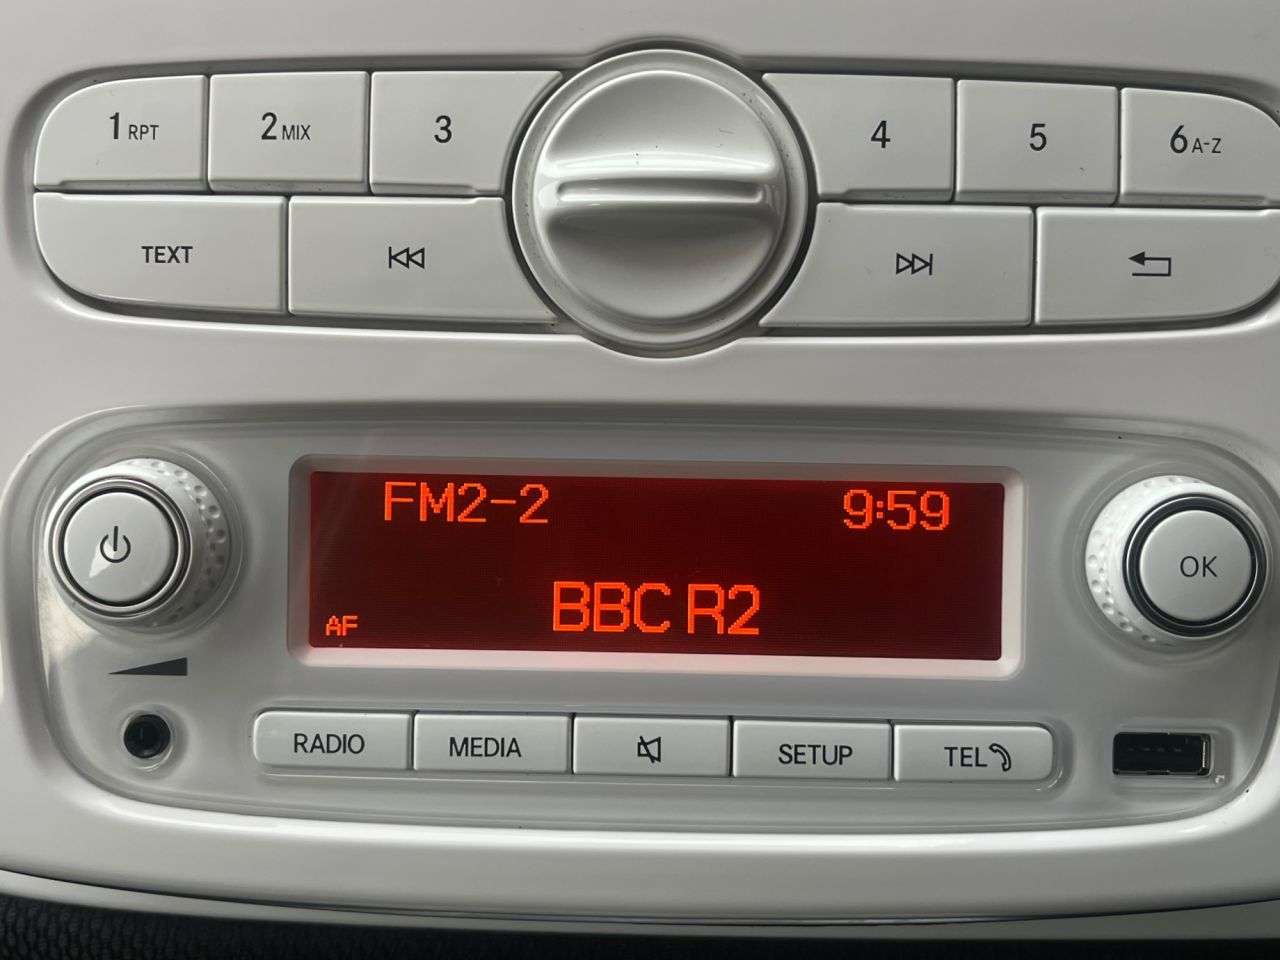 1 RPT 2 MIX 3 4 5 6 A-Z
TEXT
FM2-2 9:59
BBC R2
AF
OK
RADIO MEDIA SETUP TEL